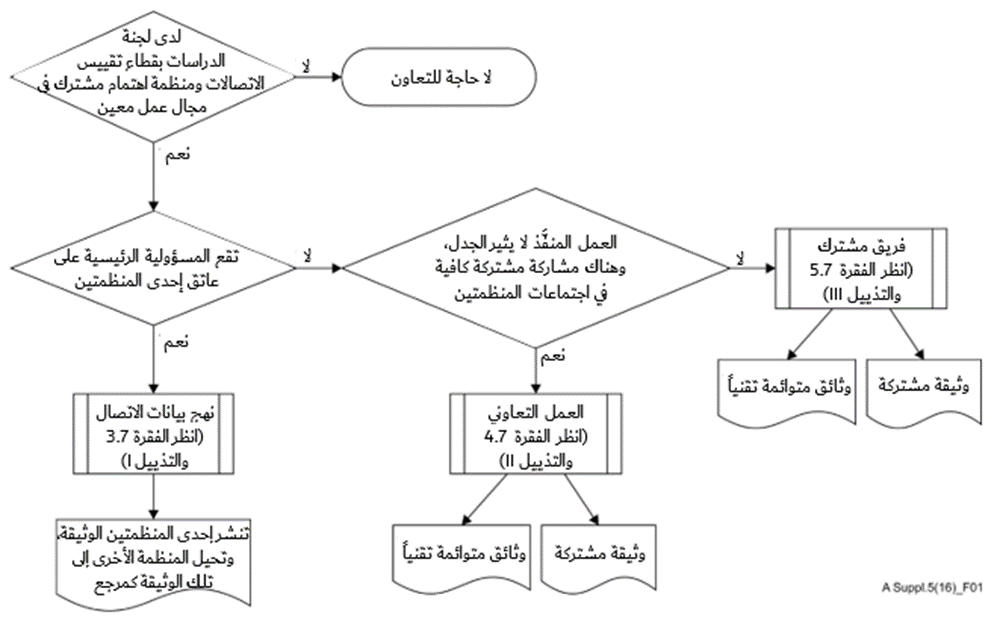 لدى لجنة
الدراسات بقطاع تقييس
الاتصالات ومنظمة اهتمام مشترك في
مجال عمل معين
لا
لا حاجة للتعاون
نعم
تقع المسؤولية الرئيسية على
عاتق إحدى المنظمتين
لا
العمل المنفَّذ لا يثير الجدل،
وهناك مشاركة مشتركة كافية
في اجتماعات المنظمتين
لا
فريق مشترك
(انظر الفقرة 5.7
والتذييل III)
نعم
نعم
وثيقة مشتركة
وثائق متوائمة تقنياً
نهج بيانات الاتصال
(انظر الفقرة 3.7
والتذييل I)
العمل التعاوني
(انظر الفقرة 4.7
والتذييل II)
تنشر إحدى المنظمتين الوثيقة،
وتحيل المنظمة الأخرى إلى
تلك الوثيقة كمرجع
وثيقة مشتركة
وثائق متوائمة تقنياً
A Suppl.5(16)_F01